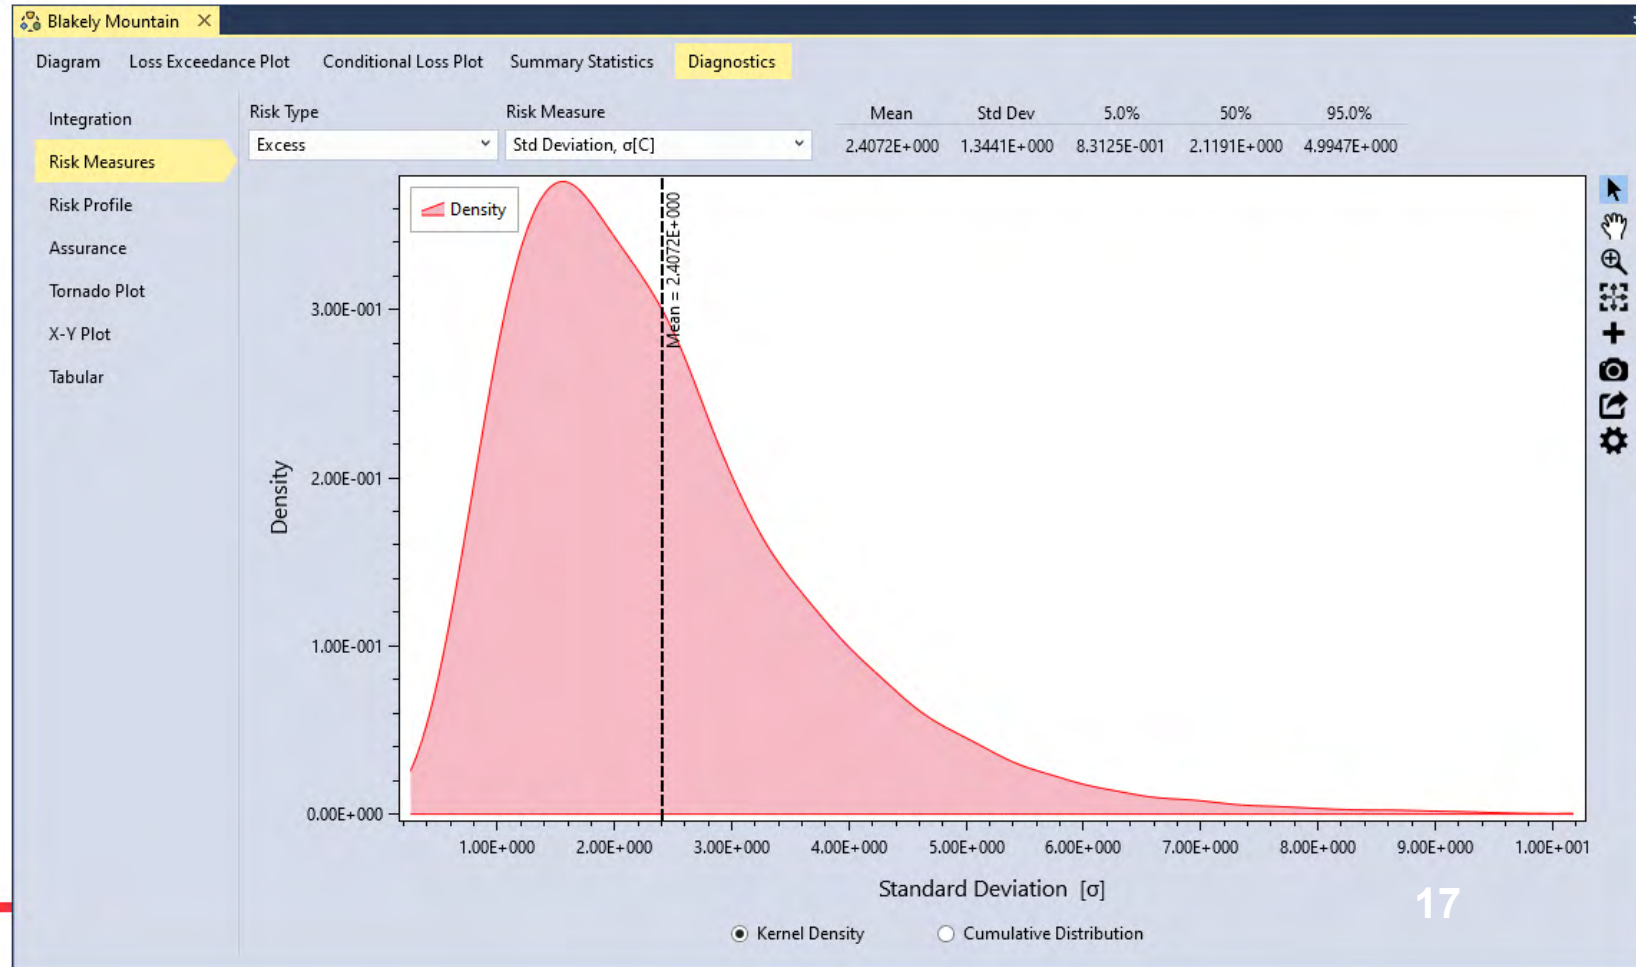 Blakely Mountain
Diagram Loss Exceedance Plot Conditional Loss Plot Summary Statistics Diagnostics
Integration
Risk Measures
Risk Profile
Assurance
Tornado Plot
X-Y Plot
Tabular
Risk Type Risk Measure
Excess Std Deviation, σ[C]
Mean Std Dev 5.0% 50% 95.0%
2.4072E+000 1.3441E+000 8.3125E-001 2.1191E+000 4.9947E+000
Density
Mean = 2.4072E+000
Density
3.00E-001
2.00E-001
1.00E-001
0.00E+000
1.00E+000 2.00E+000 3.00E+000 4.00E+000 5.00E+000 6.00E+000 7.00E+000 8.00E+000 9.00E+000 1.00E+001
Standard Deviation [σ]
Kernel Density Cumulative Distribution
17